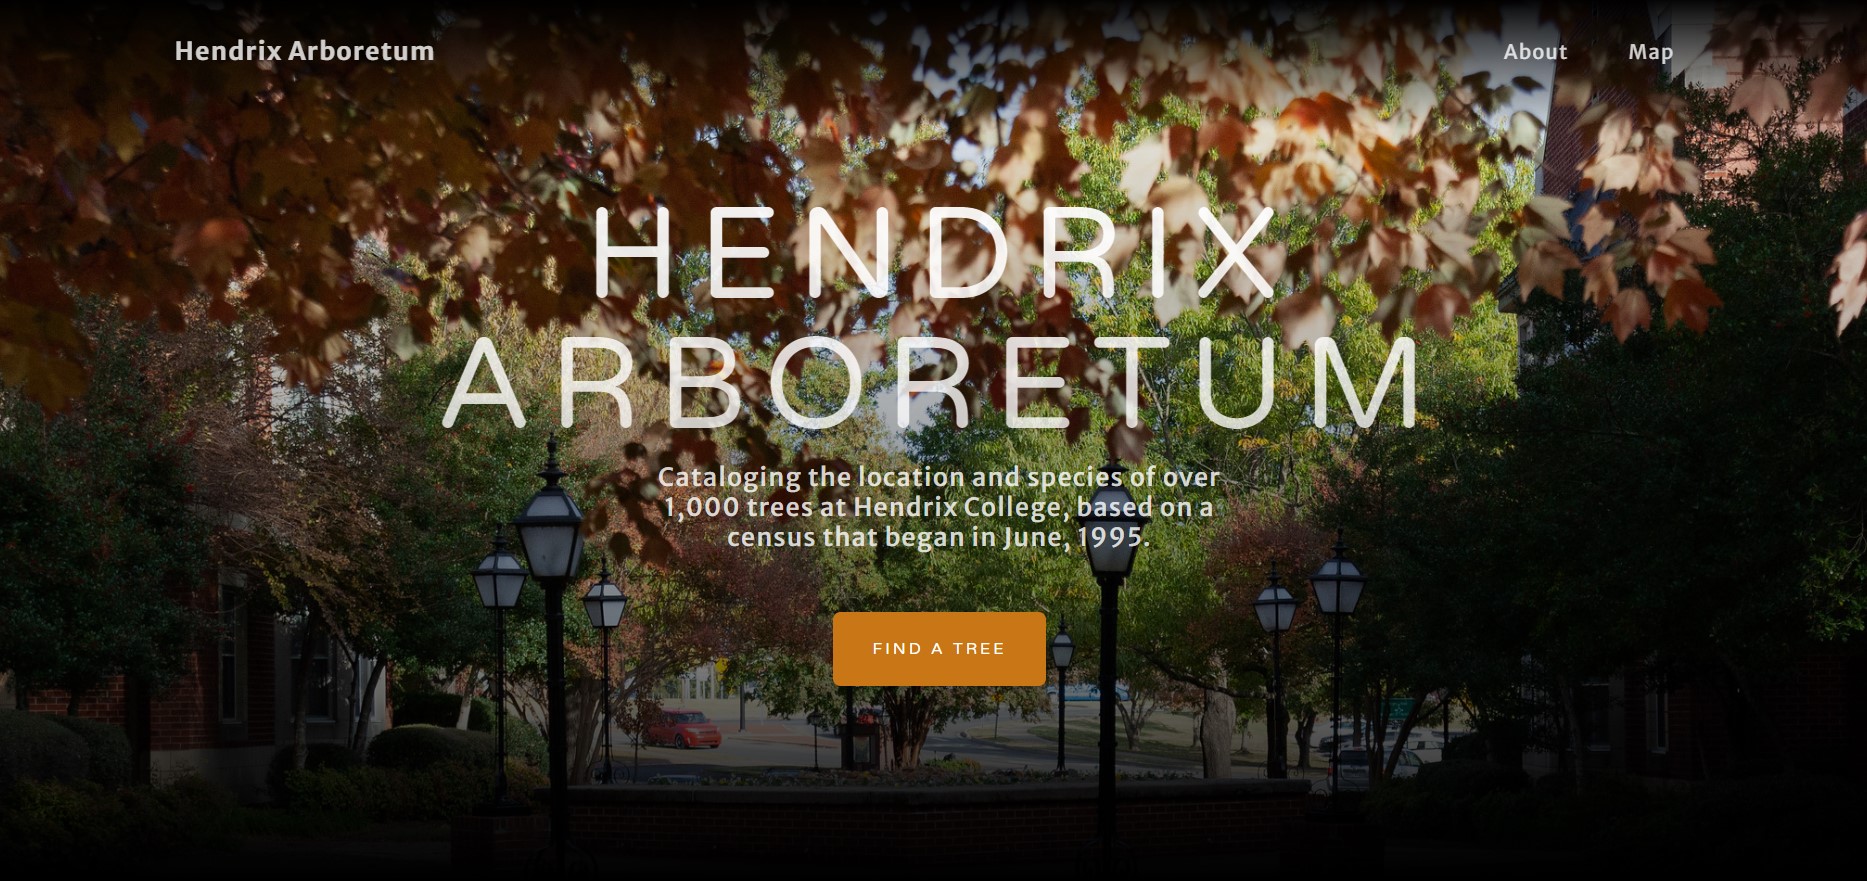 Hendrix Arboretum
About
Map
HENDRIX
ARBORETUM
Cataloging the location and species of over
1,000 trees at Hendrix College, based on a
census that began in June, 1995.
FIND A TREE